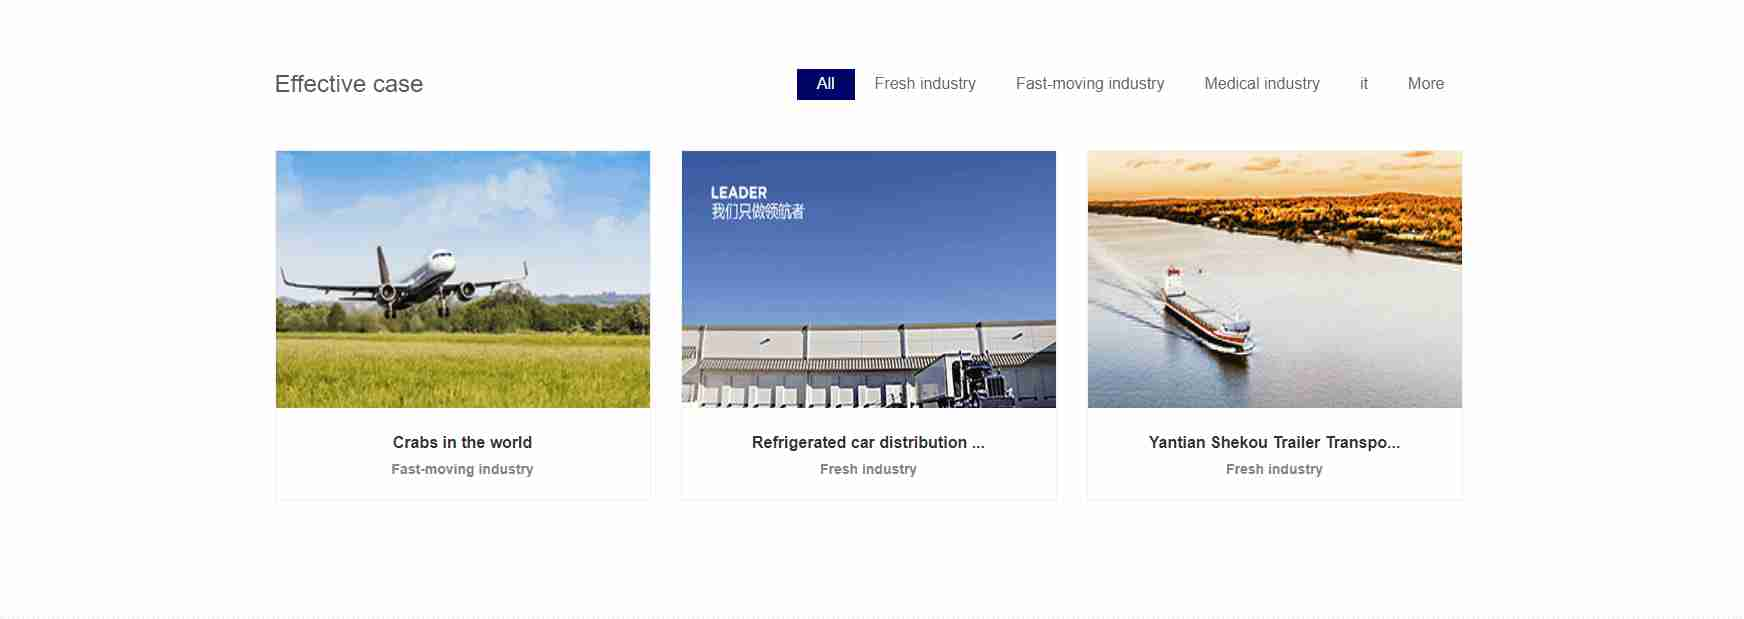 Effective case
All
Fresh industry
Fast-moving industry
Medical industry
it
More
LEADER
我们只做领航者
Crabs in the world
Fast-moving industry
Refrigerated car distribution ...
Fresh industry
Yantian Shekou Trailer Transpo...
Fresh industry